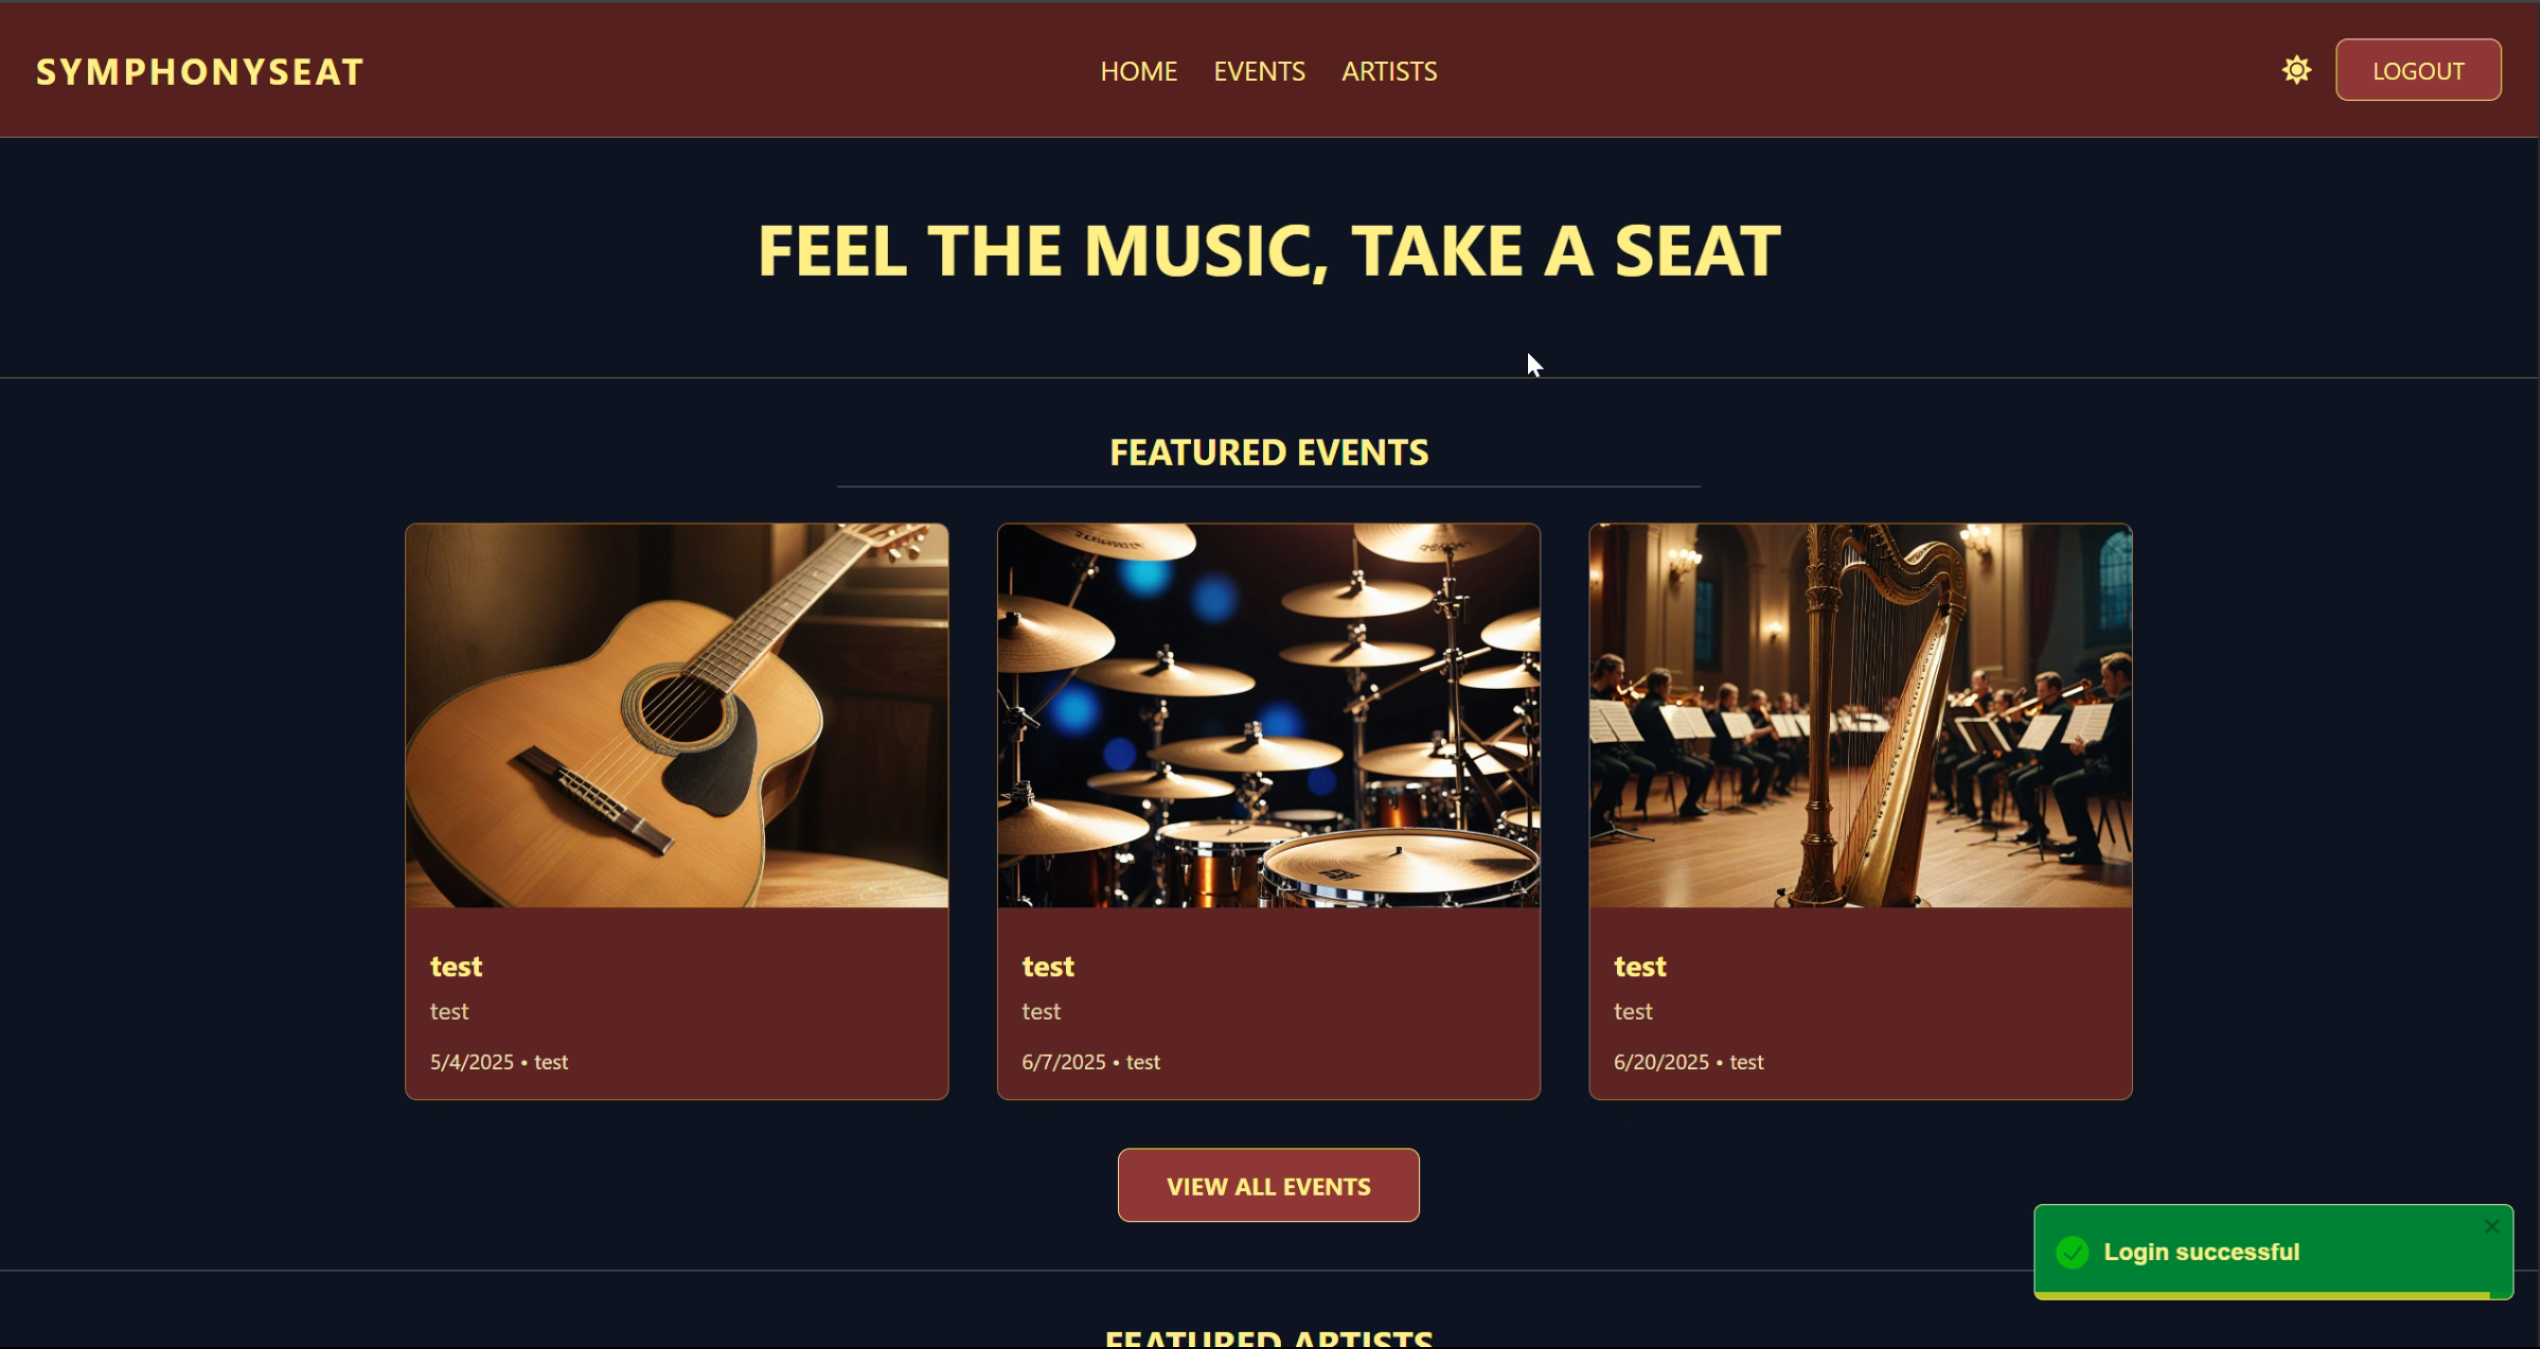 SYMPHONYSEAT
HOME EVENTS ARTISTS
LOGOUT
FEEL THE MUSIC, TAKE A SEAT
FEATURED EVENTS
test
test
5/4/2025 • test
test
test
6/7/2025 • test
test
test
6/20/2025 • test
VIEW ALL EVENTS
Login successful
FEATURED ARTISTS